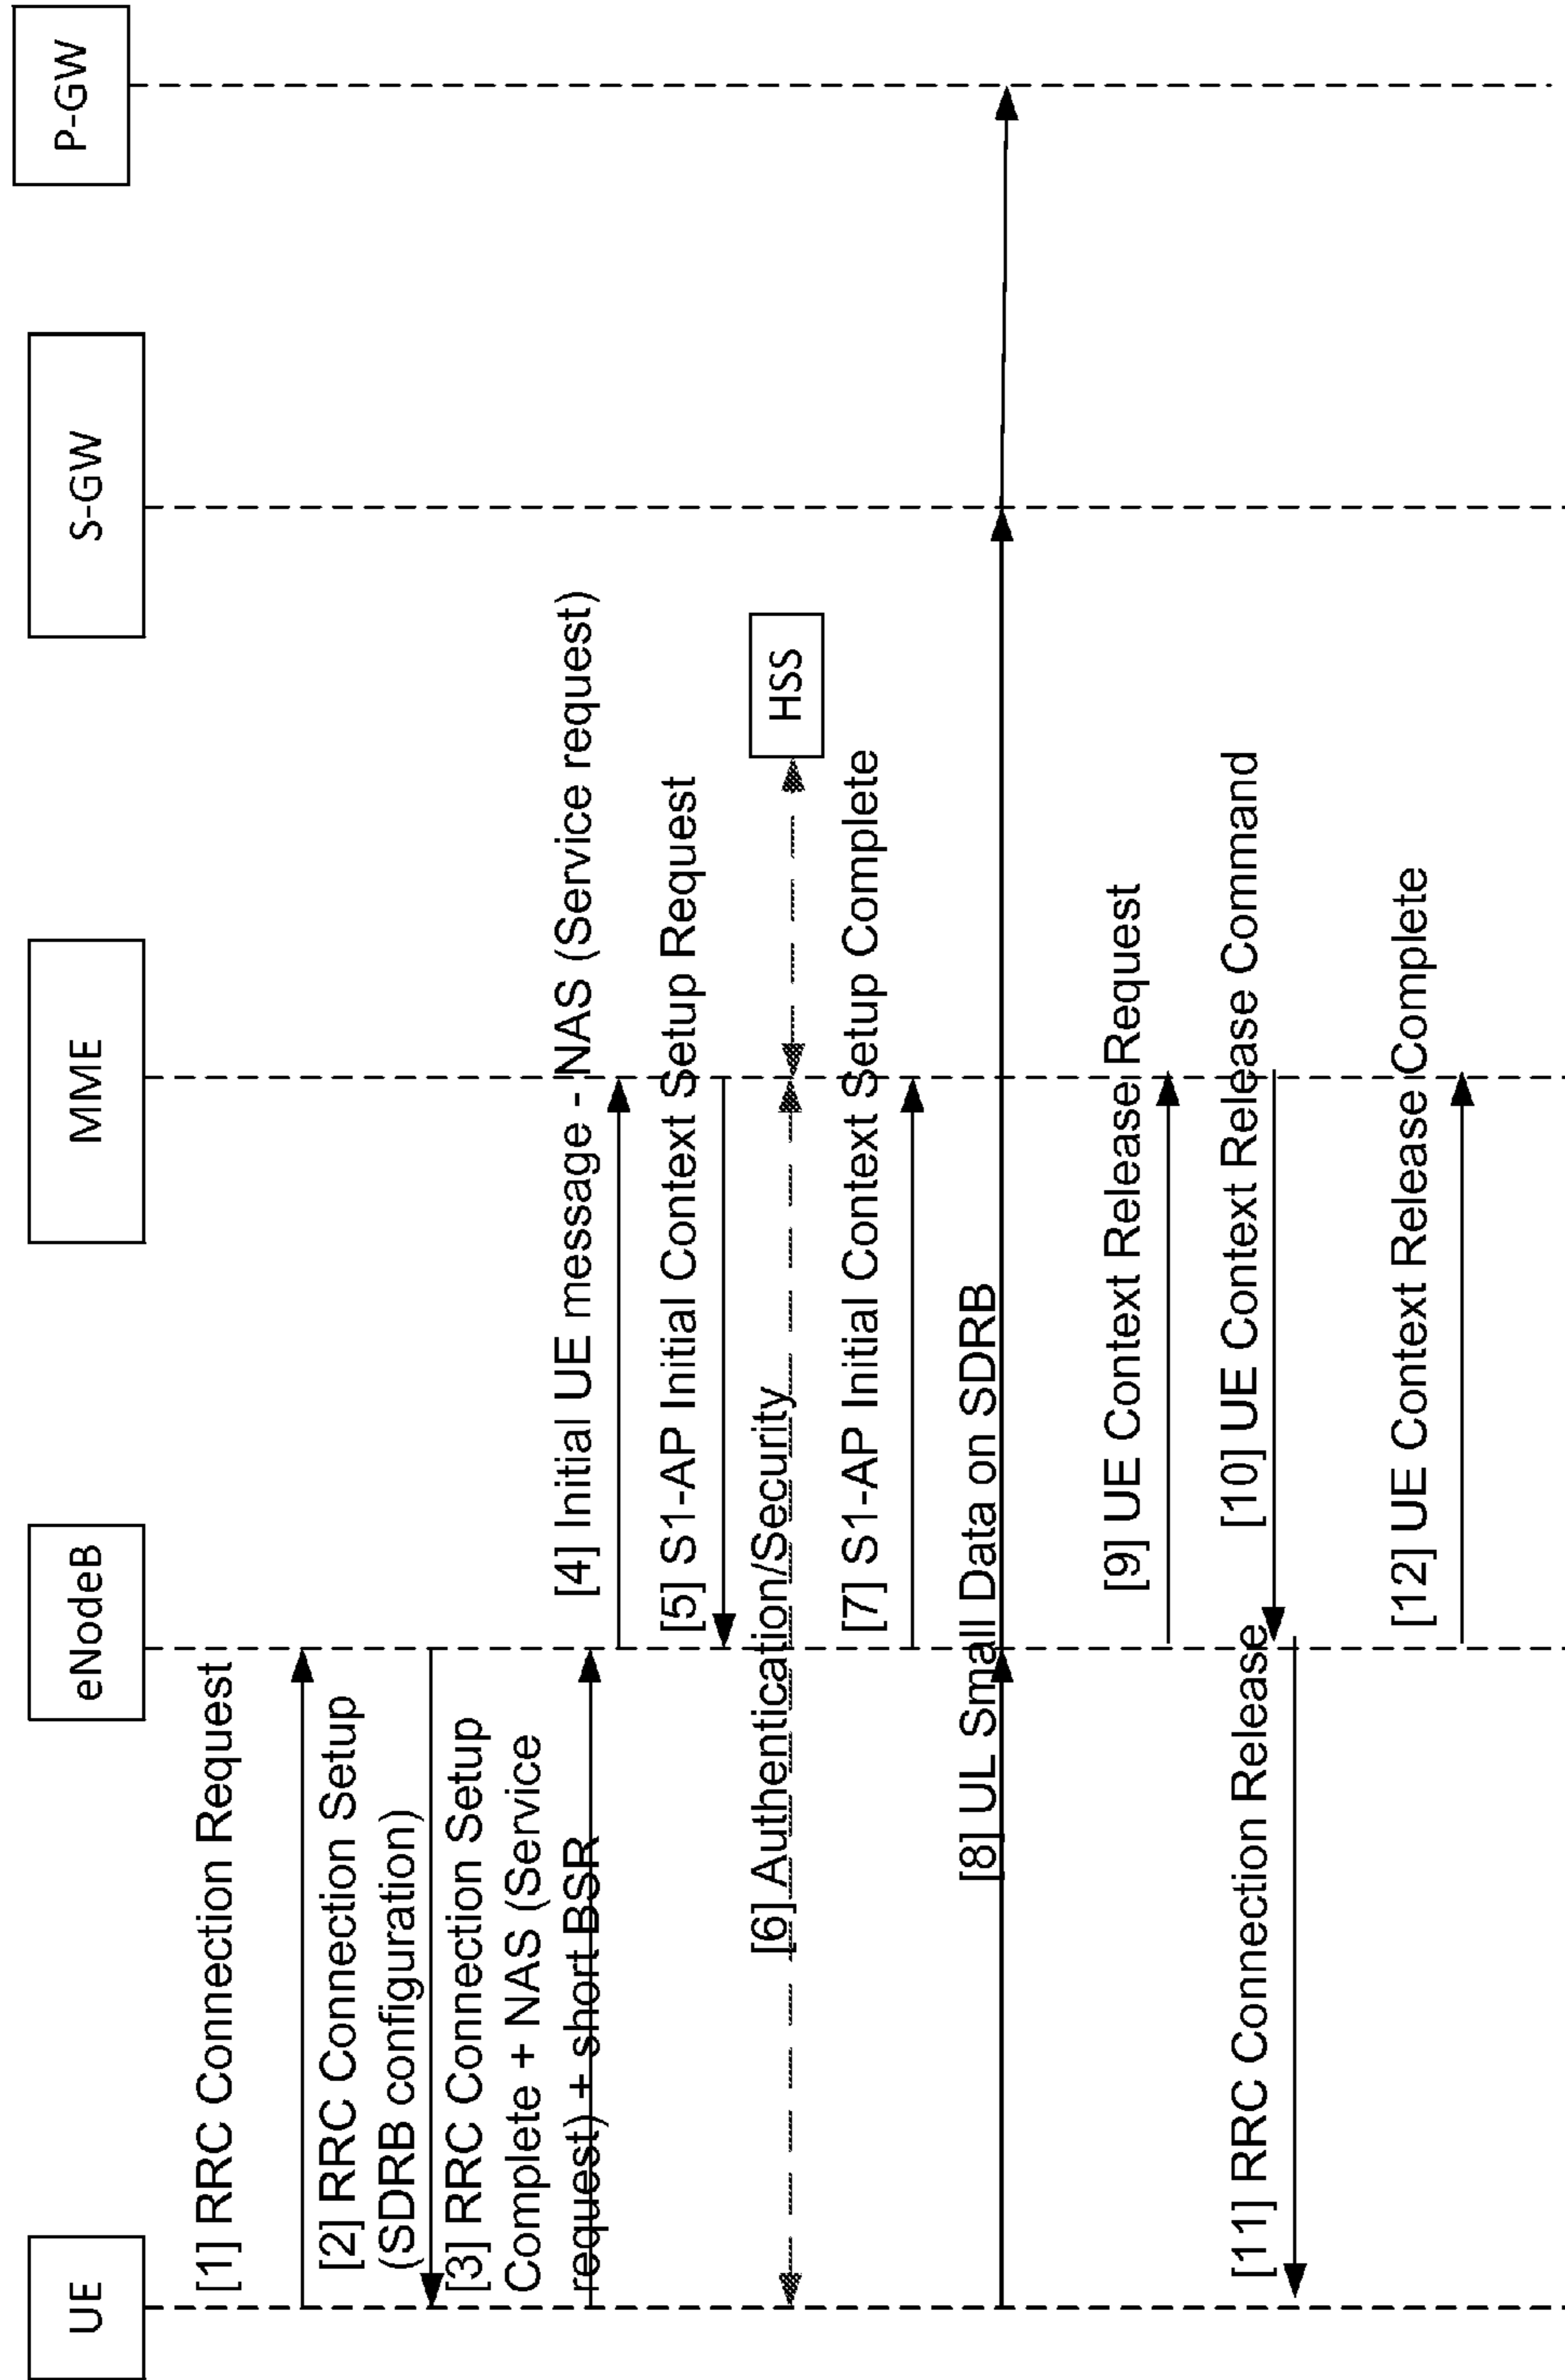 UE
eNodeB
MME
S-GW
P-GW
[1] RRC Connection Request
[2] RRC Connection Setup
(SDRB configuration)
[3] RRC Connection Setup
Complete + NAS (Service
request) + short BSR
[4] Initial UE message - NAS (Service request)
[5] S1-AP Initial Context Setup Request
[6] Authentication/Security
HSS
[7] S1-AP Initial Context Setup Complete
[8] UL Small Data on SDRB
[9] UE Context Release Request
[10] UE Context Release Command
[11] RRC Connection Release
[12] UE Context Release Complete